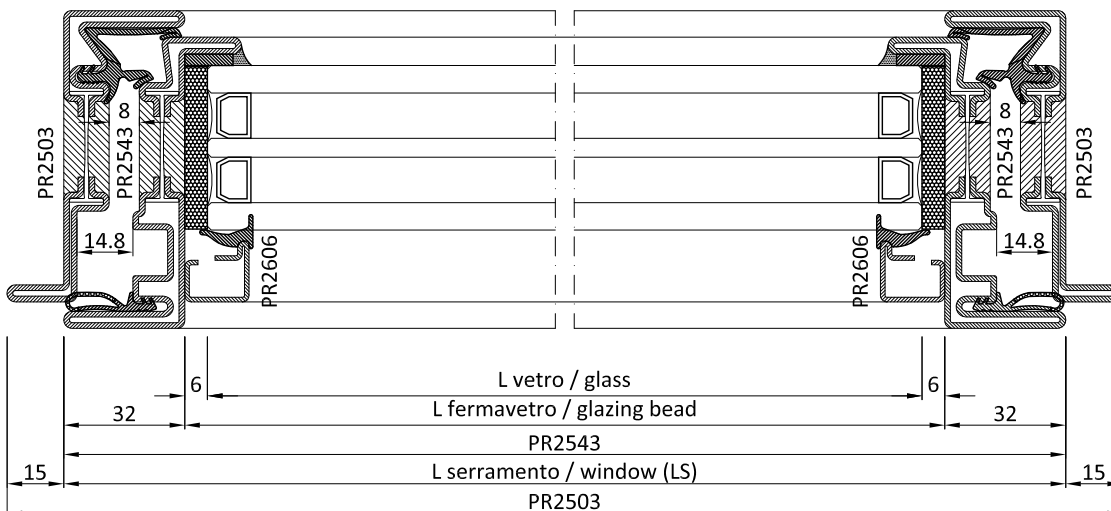 8
8
PR2503
PR2543
PR2543
PR2503
14.8
14.8
PR2606
PR2606
L vetro / glass
6
6
L fermavetro / glazing bead
32
32
PR2543
L serramento / window (LS)
15
15
PR2503